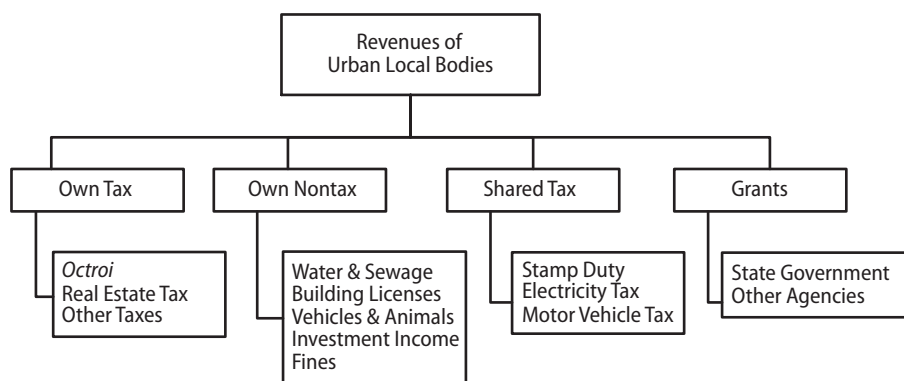 Revenues of
Urban Local Bodies
Own Tax
Own Nontax
Shared Tax
Grants
Octroi
Real Estate Tax
Other Taxes
Water & Sewage
Building Licenses
Vehicles & Animals
Investment Income
Fines
Stamp Duty
Electricity Tax
Motor Vehicle Tax
State Government
Other Agencies